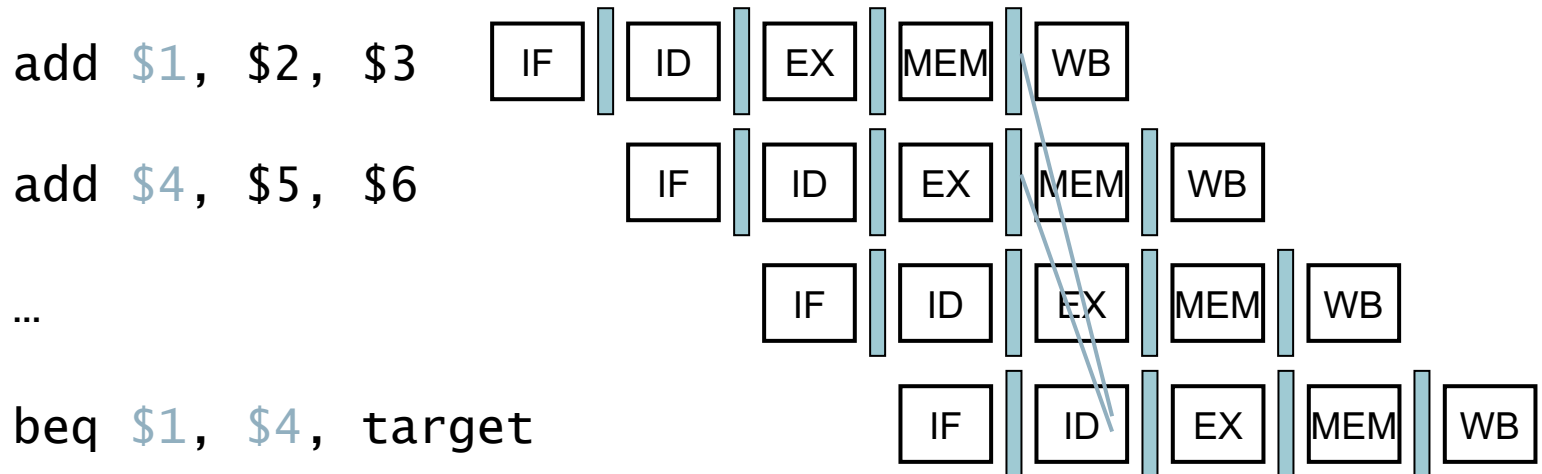 add $1, $2, $3 IF ID EX MEM WB
add $4, $5, $6 IF ID EX MEM WB
… IF ID EX MEM WB
beq $1, $4, target IF ID EX MEM WB